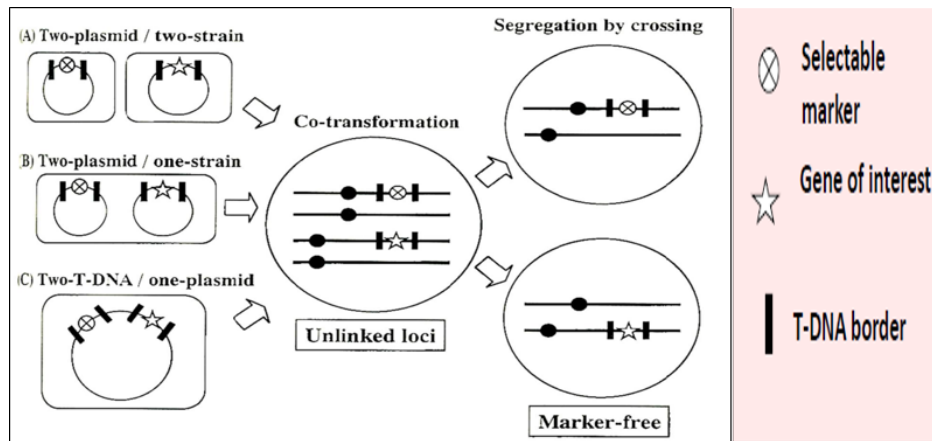 (A) Two-plasmid / two-strain
Segregation by crossing
Co-transformation
(B) Two-plasmid / one-strain
(C) Two-T-DNA / one-plasmid
Unlinked loci
Marker-free
Selectable
marker
Gene of interest
T-DNA border